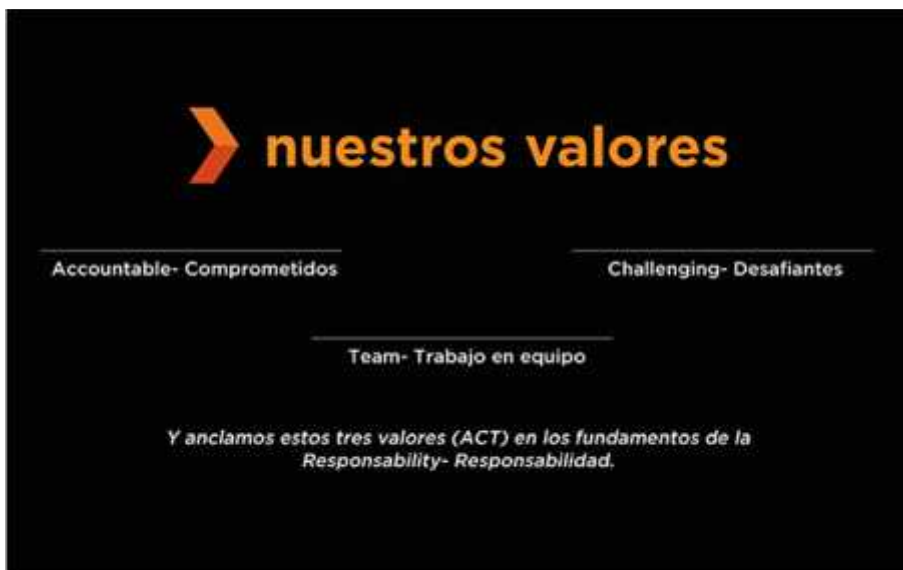 nuestros valores
Accountable- Comprometidos
Challenging- Desafiantes
Team- Trabajo en equipo
Y anclamos estos tres valores (ACT) en los fundamentos de la
Responsability- Responsabilidad.